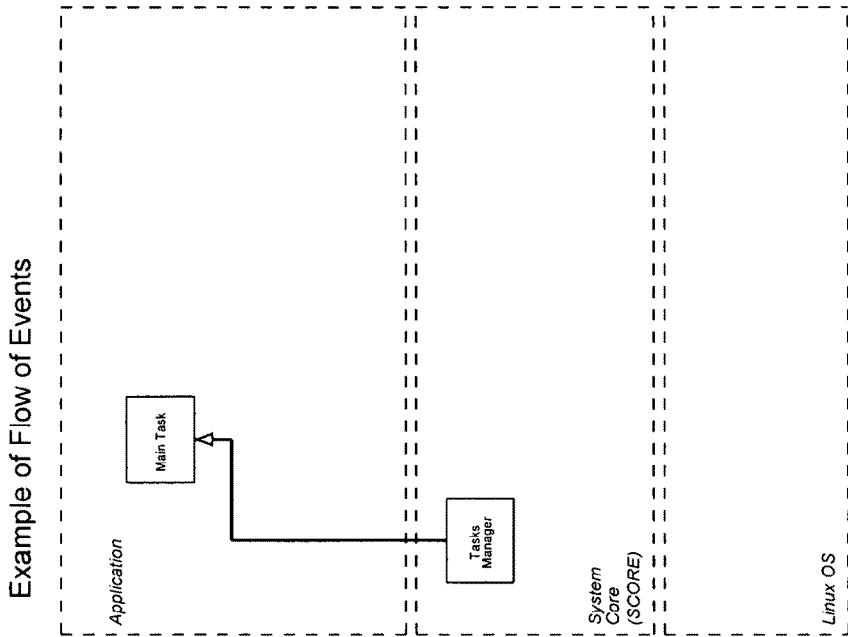 Example of Flow of Events
Application
Main Task
Tasks
Manager
System
Core
(SCORE)
Linux OS